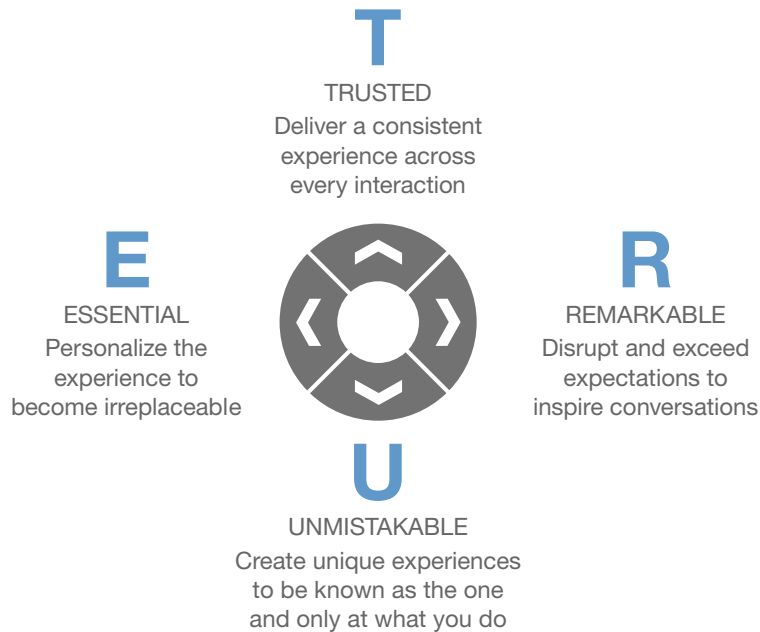 T
TRUSTED
Deliver a consistent
experience across
every interaction
E
ESSENTIAL
Personalize the
experience to
become irreplaceable
R
REMARKABLE
Disrupt and exceed
expectations to
inspire conversations
U
UNMISTAKABLE
Create unique experiences
to be known as the one
and only at what you do